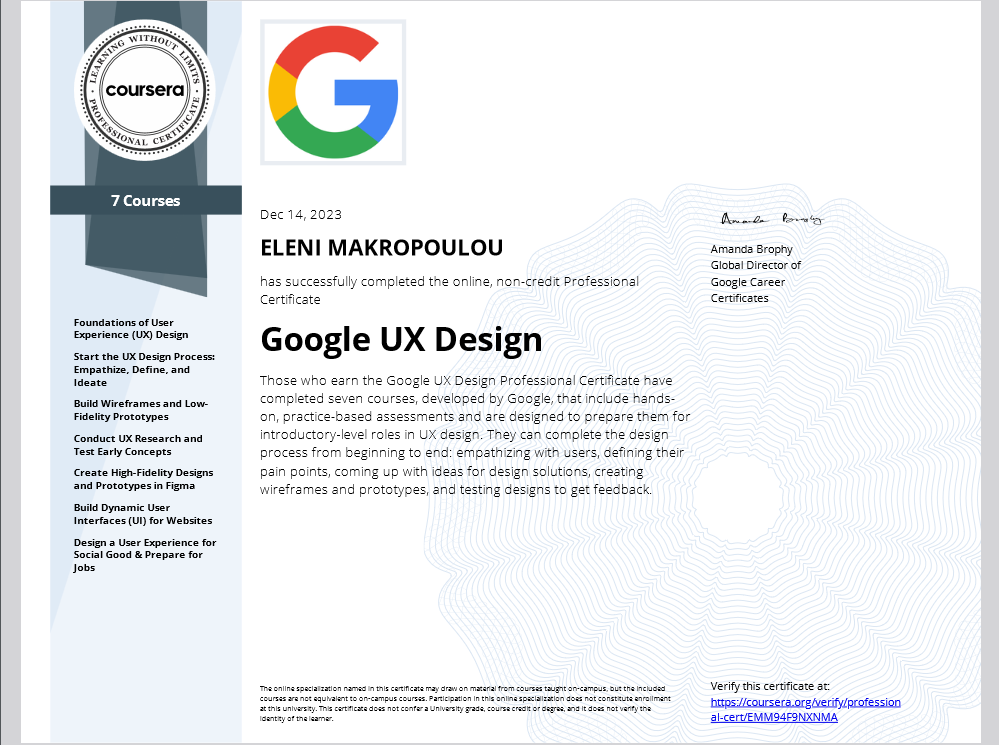 LEARNING WITHOUT LIMITS
coursera
PROFESSIONAL CERTIFICATE
7 Courses
Foundations of User
Experience (UX) Design
Start the UX Design Process:
Empathize, Define, and
Ideate
Build Wireframes and Low-
Fidelity Prototypes
Conduct UX Research and
Test Early Concepts
Create High-Fidelity Designs
and Prototypes in Figma
Build Dynamic User
Interfaces (UI) for Websites
Design a User Experience for
Social Good & Prepare for
Jobs
G
Dec 14, 2023
ELENI MAKROPOULOU
has successfully completed the online, non-credit Professional
Certificate
Google UX Design
Those who earn the Google UX Design Professional Certificate have
completed seven courses, developed by Google, that include hands-
on, practice-based assessments and are designed to prepare them for
introductory-level roles in UX design. They can complete the design
process from beginning to end: empathizing with users, defining their
pain points, coming up with ideas for design solutions, creating
wireframes and prototypes, and testing designs to get feedback.
Amanda Brophy
Amanda Brophy
Global Director of
Google Career
Certificates
The online specialization named in this certificate may draw on material from courses taught on-campus, but the included
courses are not equivalent to on-campus courses. Participation in this online specialization does not constitute enrollment
at this university. This certificate does not confer a University grade, course credit or degree, and it does not verify the
identity of the learner.
Verify this certificate at:
https://coursera.org/verify/profession
al-cert/EMM94F9NXNMA